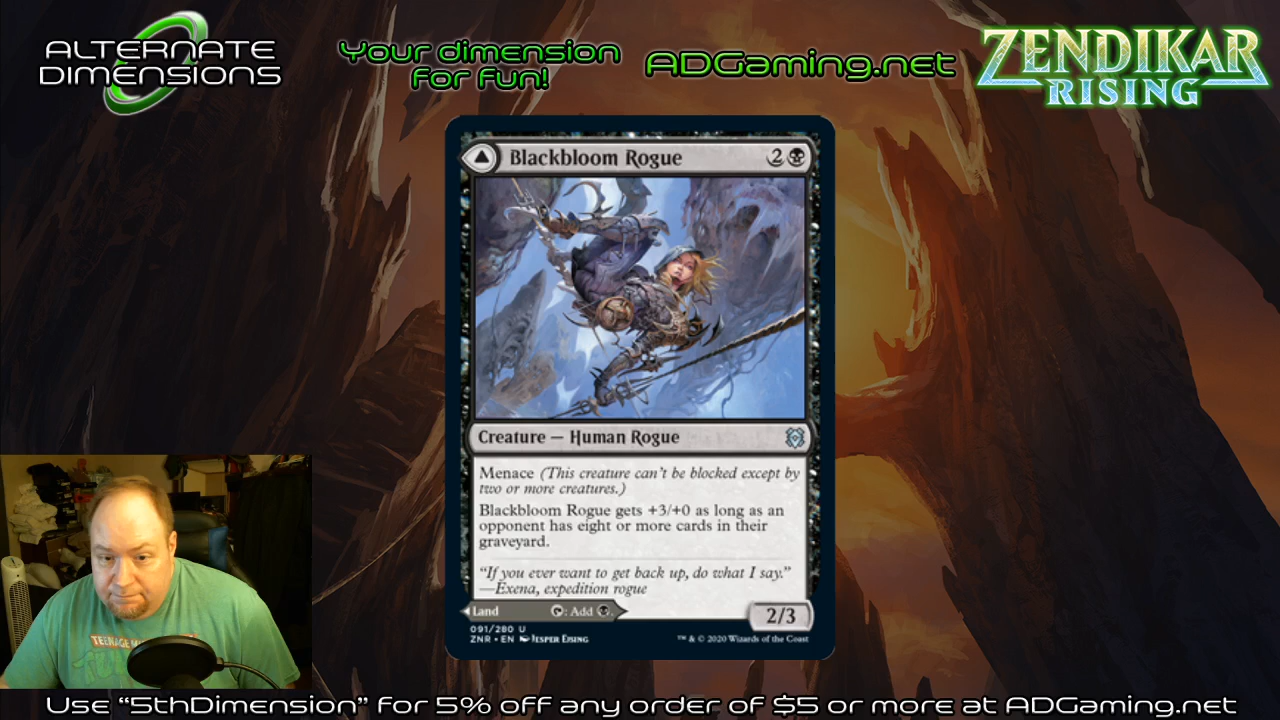 ALTERNATE
DIMENSIONS
Your dimension
for fun!
ADGaming.net
ZENDIKAR
RISING
Blackbloom Rogue 2
Creature — Human Rogue
Menace (This creature can't be blocked except by
two or more creatures.)
Blackbloom Rogue gets +3/+0 as long as an
opponent has eight or more cards in their
graveyard.
"If you ever want to get back up, do what I say."
—Exena, expedition rogue
Land : Add .
2/3
091/280 U
ZNR • EN JESPER EJSING
™ & © 2020 Wizards of the Coast
TEENAGE
Use "5thDimension" for 5% off any order of $5 or more at ADGaming.net